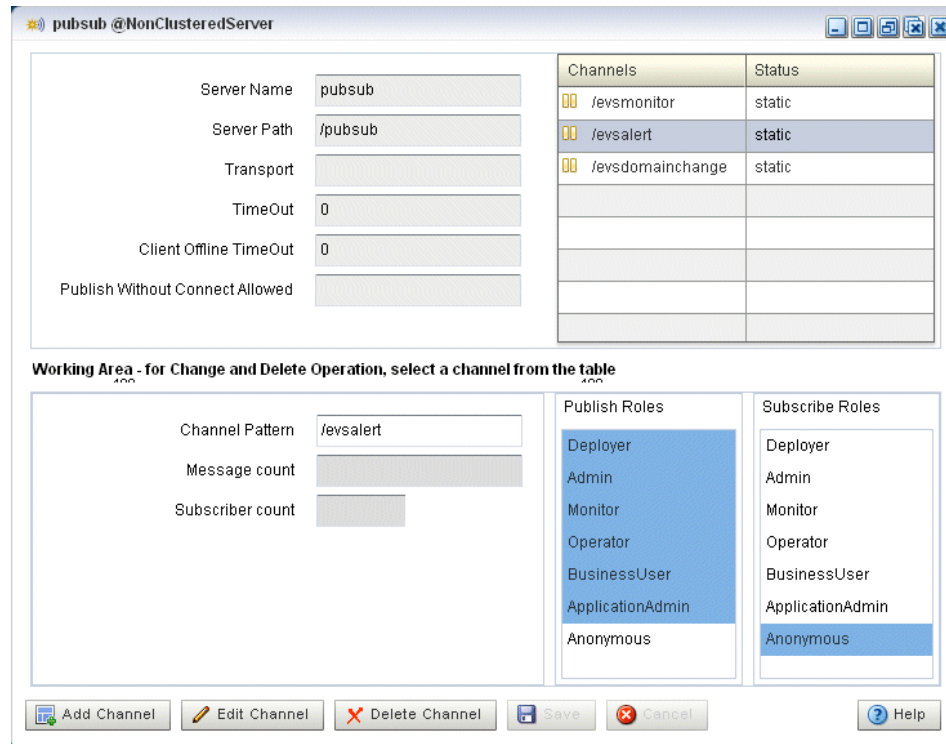 pubsub @NonClusteredServer
Server Name pubsub
Server Path /pubsub
Transport
TimeOut 0
Client Offline TimeOut 0
Publish Without Connect Allowed
Channels Status
/evsmonitor static
/evsalert static
/evsdomainchange static
Working Area - for Change and Delete Operation, select a channel from the table
Channel Pattern /evsalert
Message count
Subscriber count
Publish Roles
Deployer
Admin
Monitor
Operator
BusinessUser
ApplicationAdmin
Anonymous
Subscribe Roles
Deployer
Admin
Monitor
Operator
BusinessUser
ApplicationAdmin
Anonymous
Add Channel Edit Channel Delete Channel Save Cancel Help